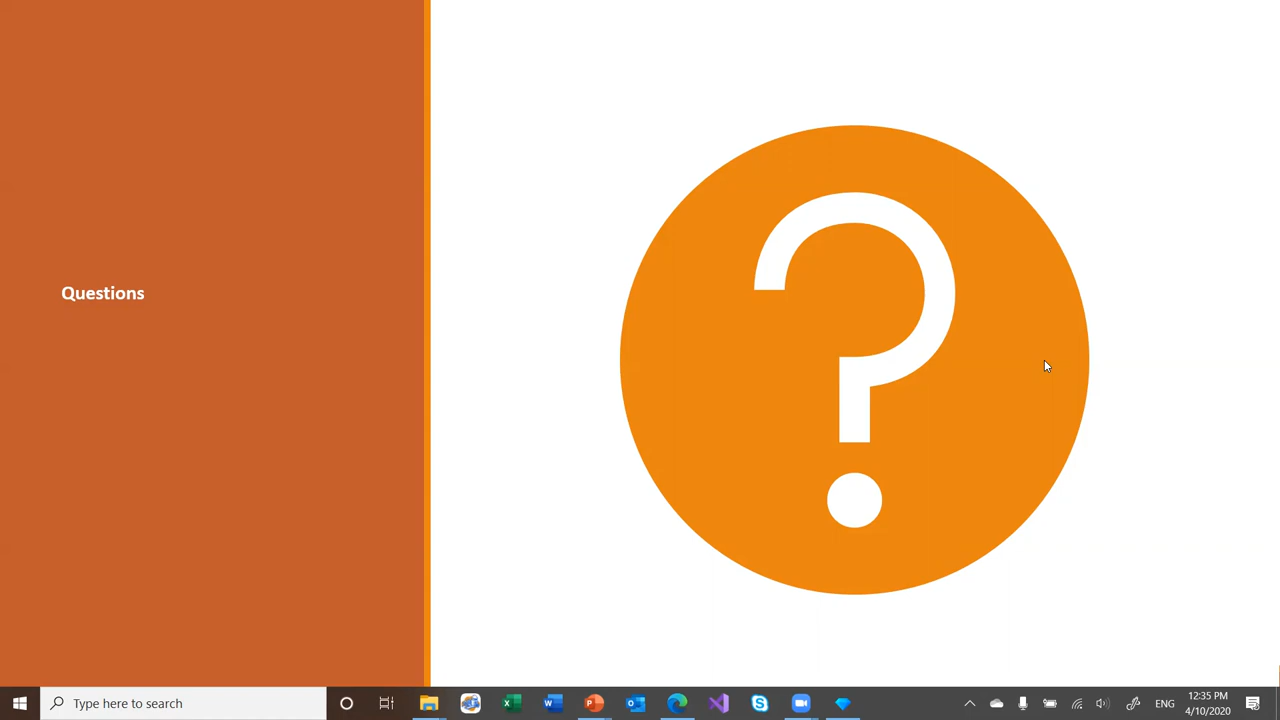 Questions
?
Type here to search
ENG
12:35 PM
4/10/2020